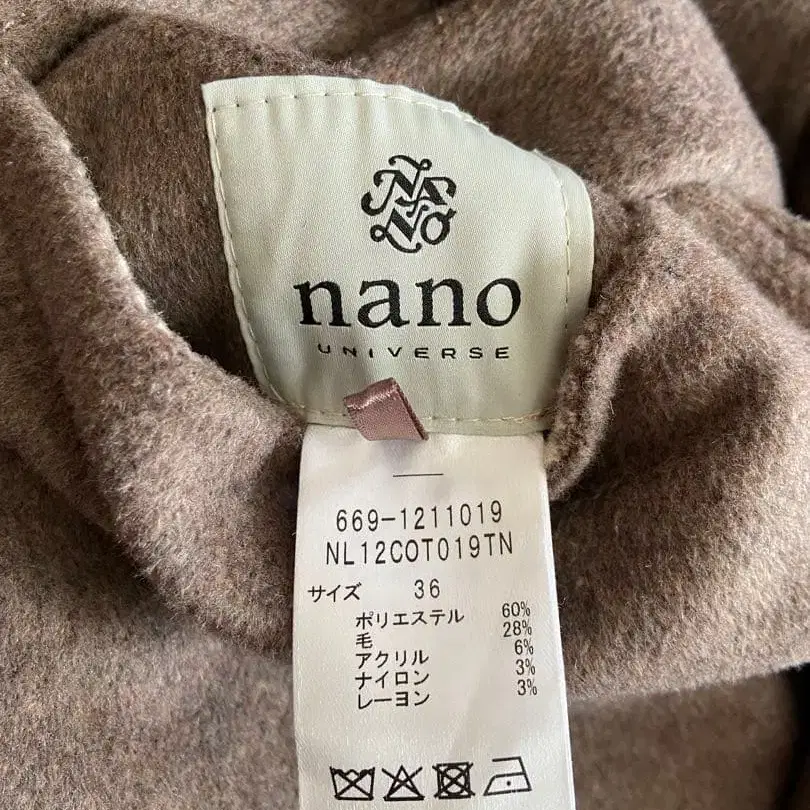 NANO
nano
UNIVERSE
669-1211019
NL12COT019TN
サイズ 36
ポリエステル 60%
毛 28%
アクリル 6%
ナイロン 3%
レーヨン 3%